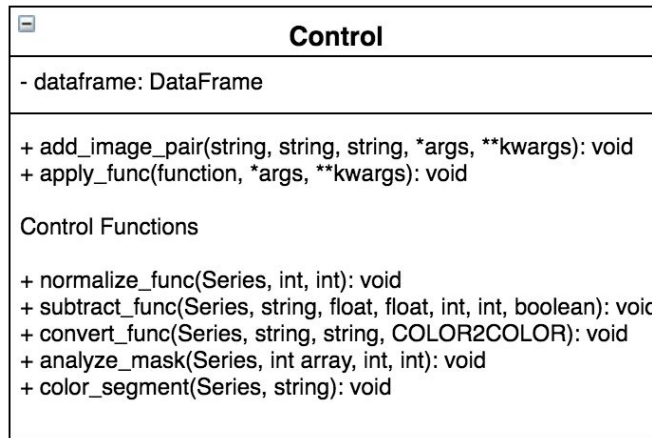 Control
- dataframe: DataFrame
+ add_image_pair(string, string, string, *args, **kwargs): void
+ apply_func(function, *args, **kwargs): void
Control Functions
+ normalize_func(Series, int, int): void
+ subtract_func(Series, string, float, float, int, int, boolean): void
+ convert_func(Series, string, string, COLOR2COLOR): void
+ analyze_mask(Series, int array, int, int): void
+ color_segment(Series, string): void